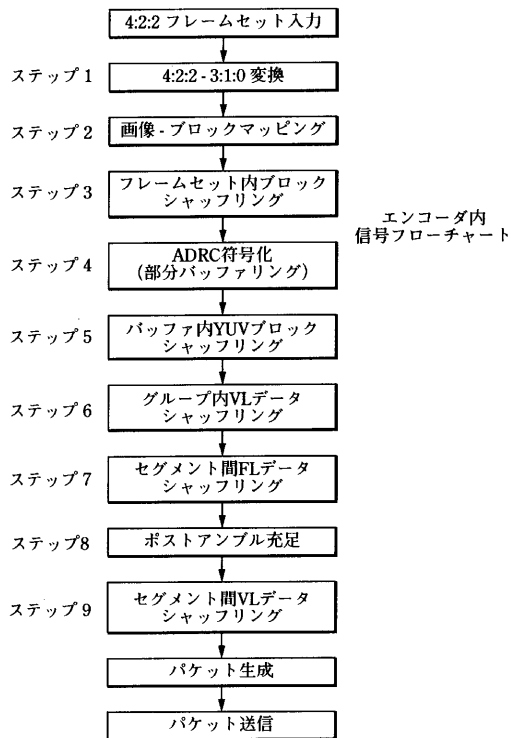 4:2:2 フレームセット入力
ステップ 1
4:2:2 - 3:1:0 変換
ステップ 2
画像 - ブロックマッピング
ステップ 3
フレームセット内ブロック
シャッフリング
エンコーダ内
信号フローチャート
ステップ 4
ADRC符号化
(部分バッファリング)
ステップ 5
バッファ内YUVブロック
シャッフリング
ステップ 6
グループ内VLデータ
シャッフリング
ステップ 7
セグメント間FLデータ
シャッフリング
ステップ8
ポストアンブル充足
ステップ 9
セグメント間VLデータ
シャッフリング
パケット生成
パケット送信